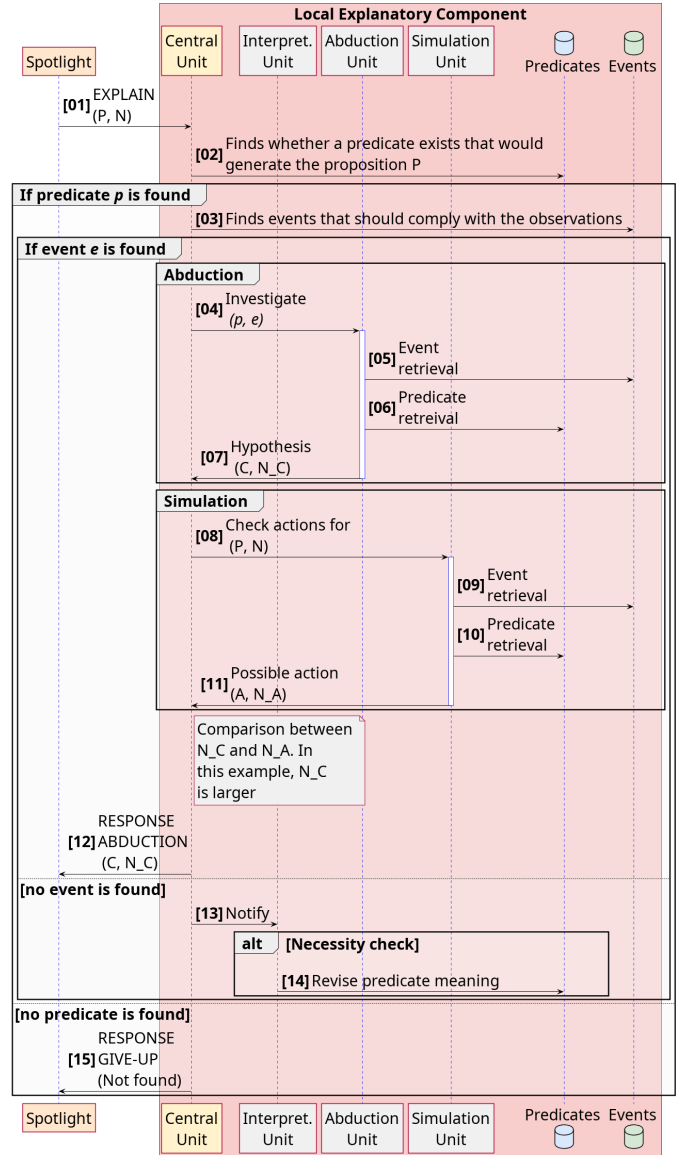 Local Explanatory Component
Spotlight
Central
Unit
Interpret.
Unit
Abduction
Unit
Simulation
Unit
Predicates
Events
[01] EXPLAIN
(P, N)
[02] Finds whether a predicate exists that would
generate the proposition P
If predicate p is found
[03] Finds events that should comply with the observations
If event e is found
Abduction
[04] Investigate
(p, e)
[05] Event
retrieval
[06] Predicate
retreival
[07] Hypothesis
(C, N_C)
Simulation
[08] Check actions for
(P, N)
[09] Event
retrieval
[10] Predicate
retrieval
[11] Possible action
(A, N_A)
Comparison between
N_C and N_A. In
this example, N_C
is larger
RESPONSE
[12] ABDUCTION
(C, N_C)
[no event is found]
[13] Notify
alt [Necessity check]
[14] Revise predicate meaning
[no predicate is found]
RESPONSE
[15] GIVE-UP
(Not found)
Spotlight
Central
Unit
Interpret.
Unit
Abduction
Unit
Simulation
Unit
Predicates
Events